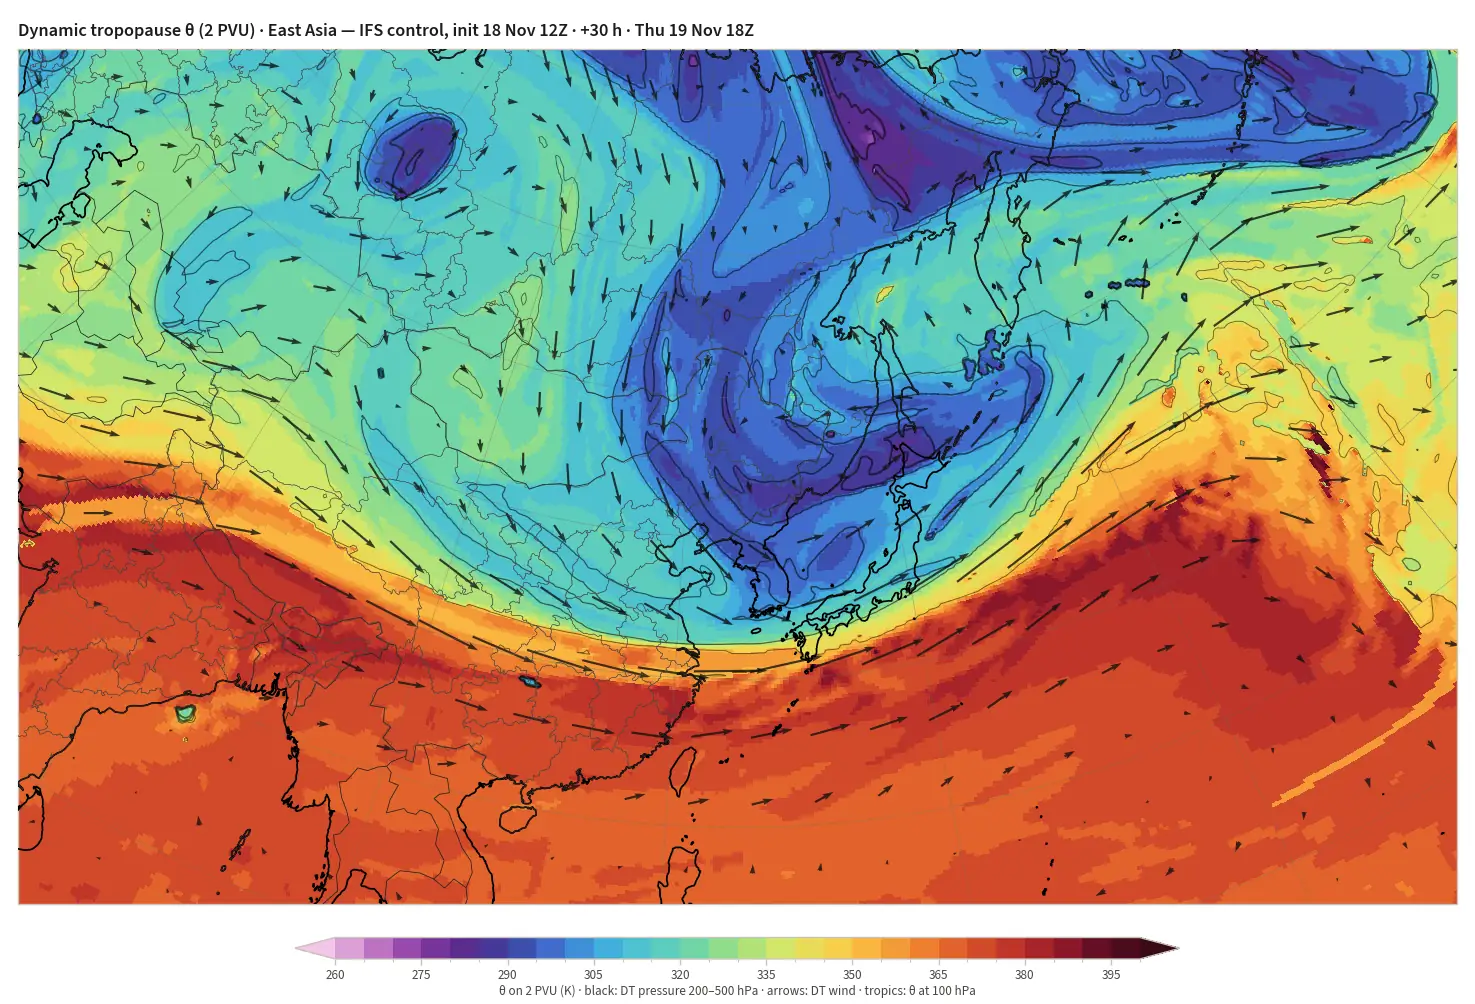 Dynamic tropopause θ (2 PVU) · East Asia — IFS control, init 18 Nov 12Z · +30 h · Thu 19 Nov 18Z
260 275 290 305 320 335 350 365 380 395
θ on 2 PVU (K) · black: DT pressure 200–500 hPa · arrows: DT wind · tropics: θ at 100 hPa